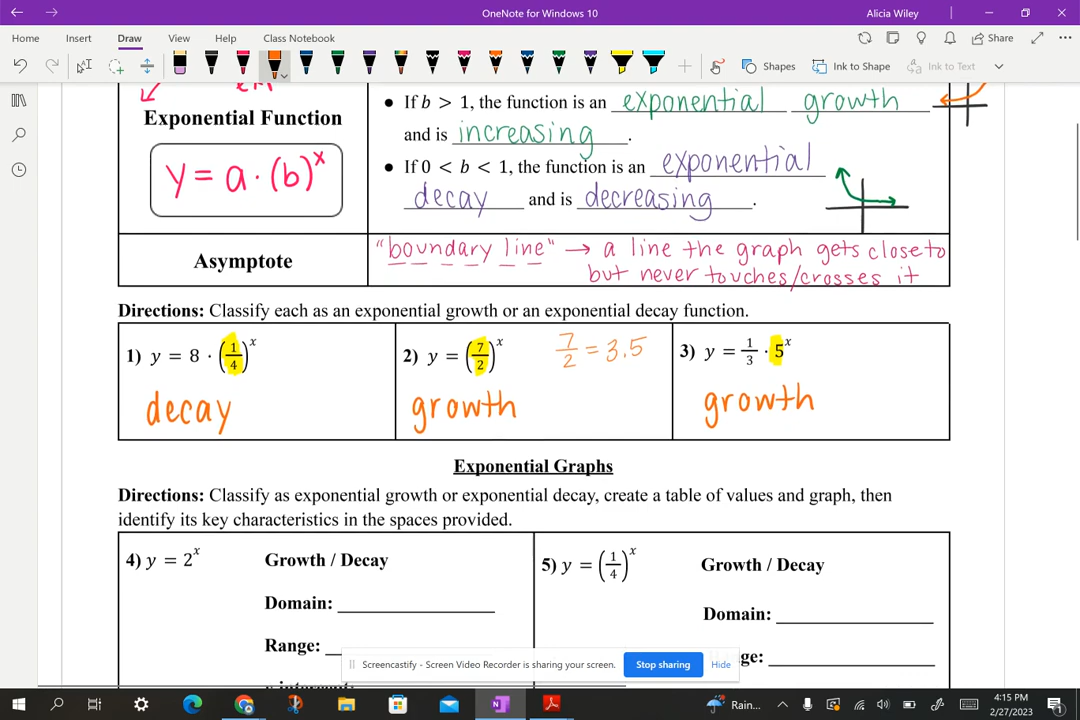 OneNote for Windows 10
Alicia Wiley
Home Insert Draw View Help Class Notebook
Share
Shapes Ink to Shape Ink to Text
Exponential Function
y = a · (b)^x
• If b > 1, the function is an exponential growth
and is increasing.
• If 0 < b < 1, the function is an exponential
decay and is decreasing.
Asymptote
"boundary line" → a line the graph gets close to
but never touches/crosses it
Directions: Classify each as an exponential growth or an exponential decay function.
1) y = 8 · (1/4)^x
decay
2) y = (7/2)^x 7/2 = 3.5
growth
3) y = 1/3 · 5^x
growth
Exponential Graphs
Directions: Classify as exponential growth or exponential decay, create a table of values and graph, then
identify its key characteristics in the spaces provided.
4) y = 2^x Growth / Decay
Domain: ____
Range:
5) y = (1/4)^x Growth / Decay
Domain: ____
nge: ____
Screencastify - Screen Video Recorder is sharing your screen. Stop sharing Hide
Rain...
4:15 PM
2/27/2023